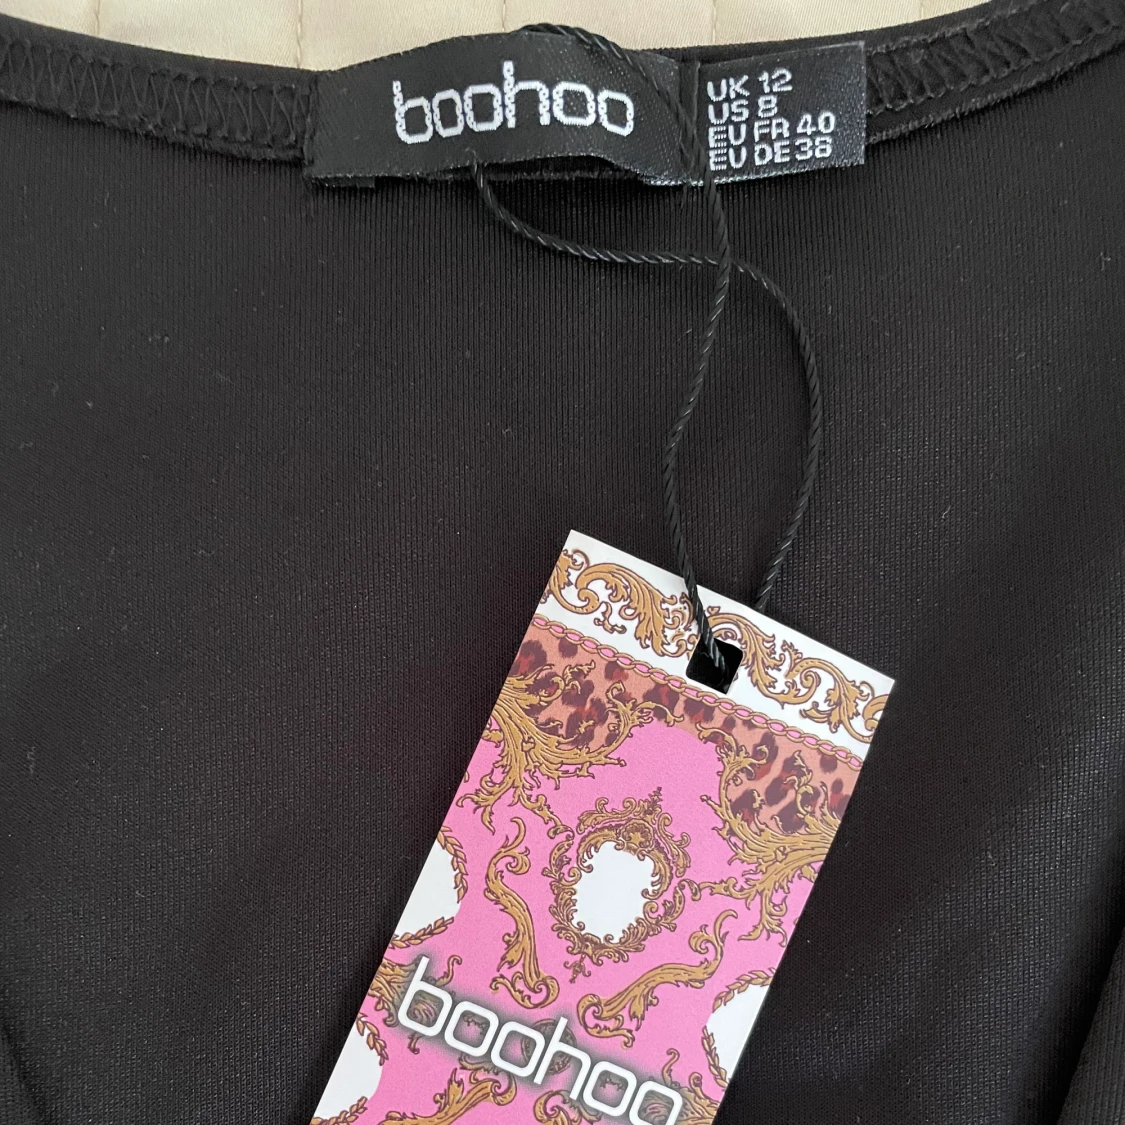 boohoo
UK 12
US 8
EU FR 40
EU DE 38
boohoo